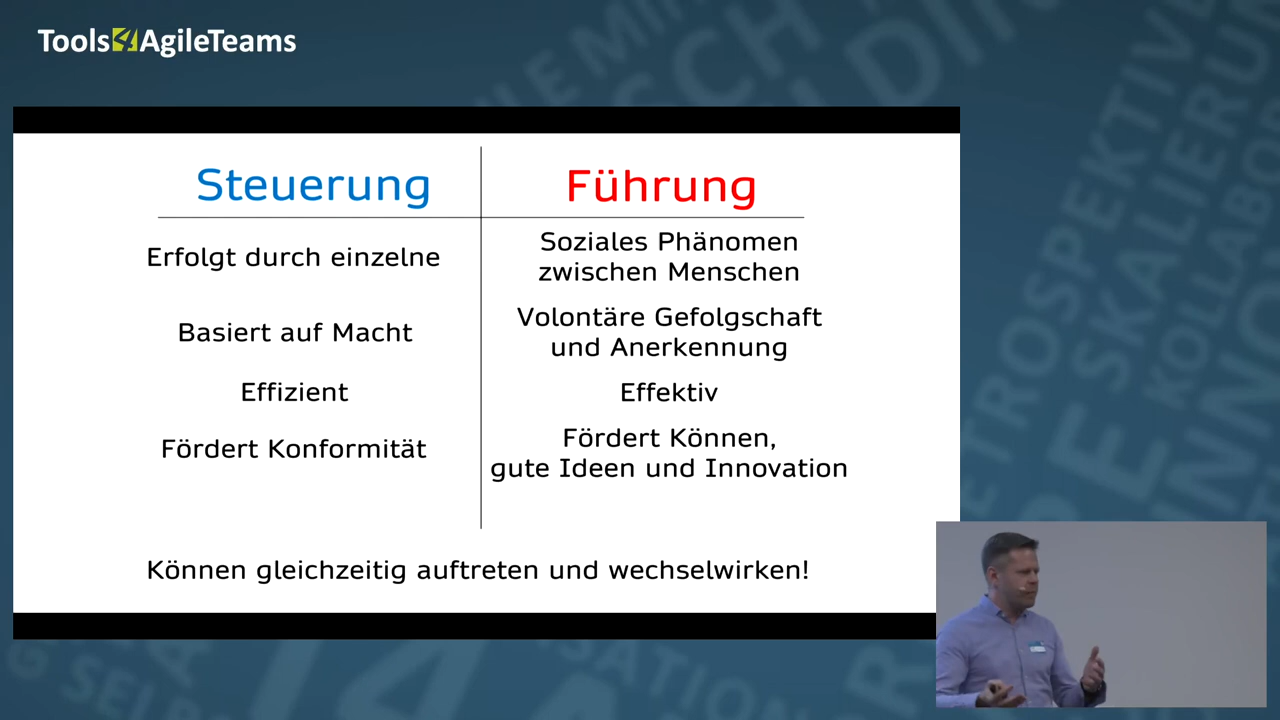 Tools4AgileTeams
Steuerung
Führung
Erfolgt durch einzelne
Soziales Phänomen
zwischen Menschen
Basiert auf Macht
Volontäre Gefolgschaft
und Anerkennung
Effizient
Effektiv
Fördert Konformität
Fördert Können,
gute Ideen und Innovation
Können gleichzeitig auftreten und wechselwirken!